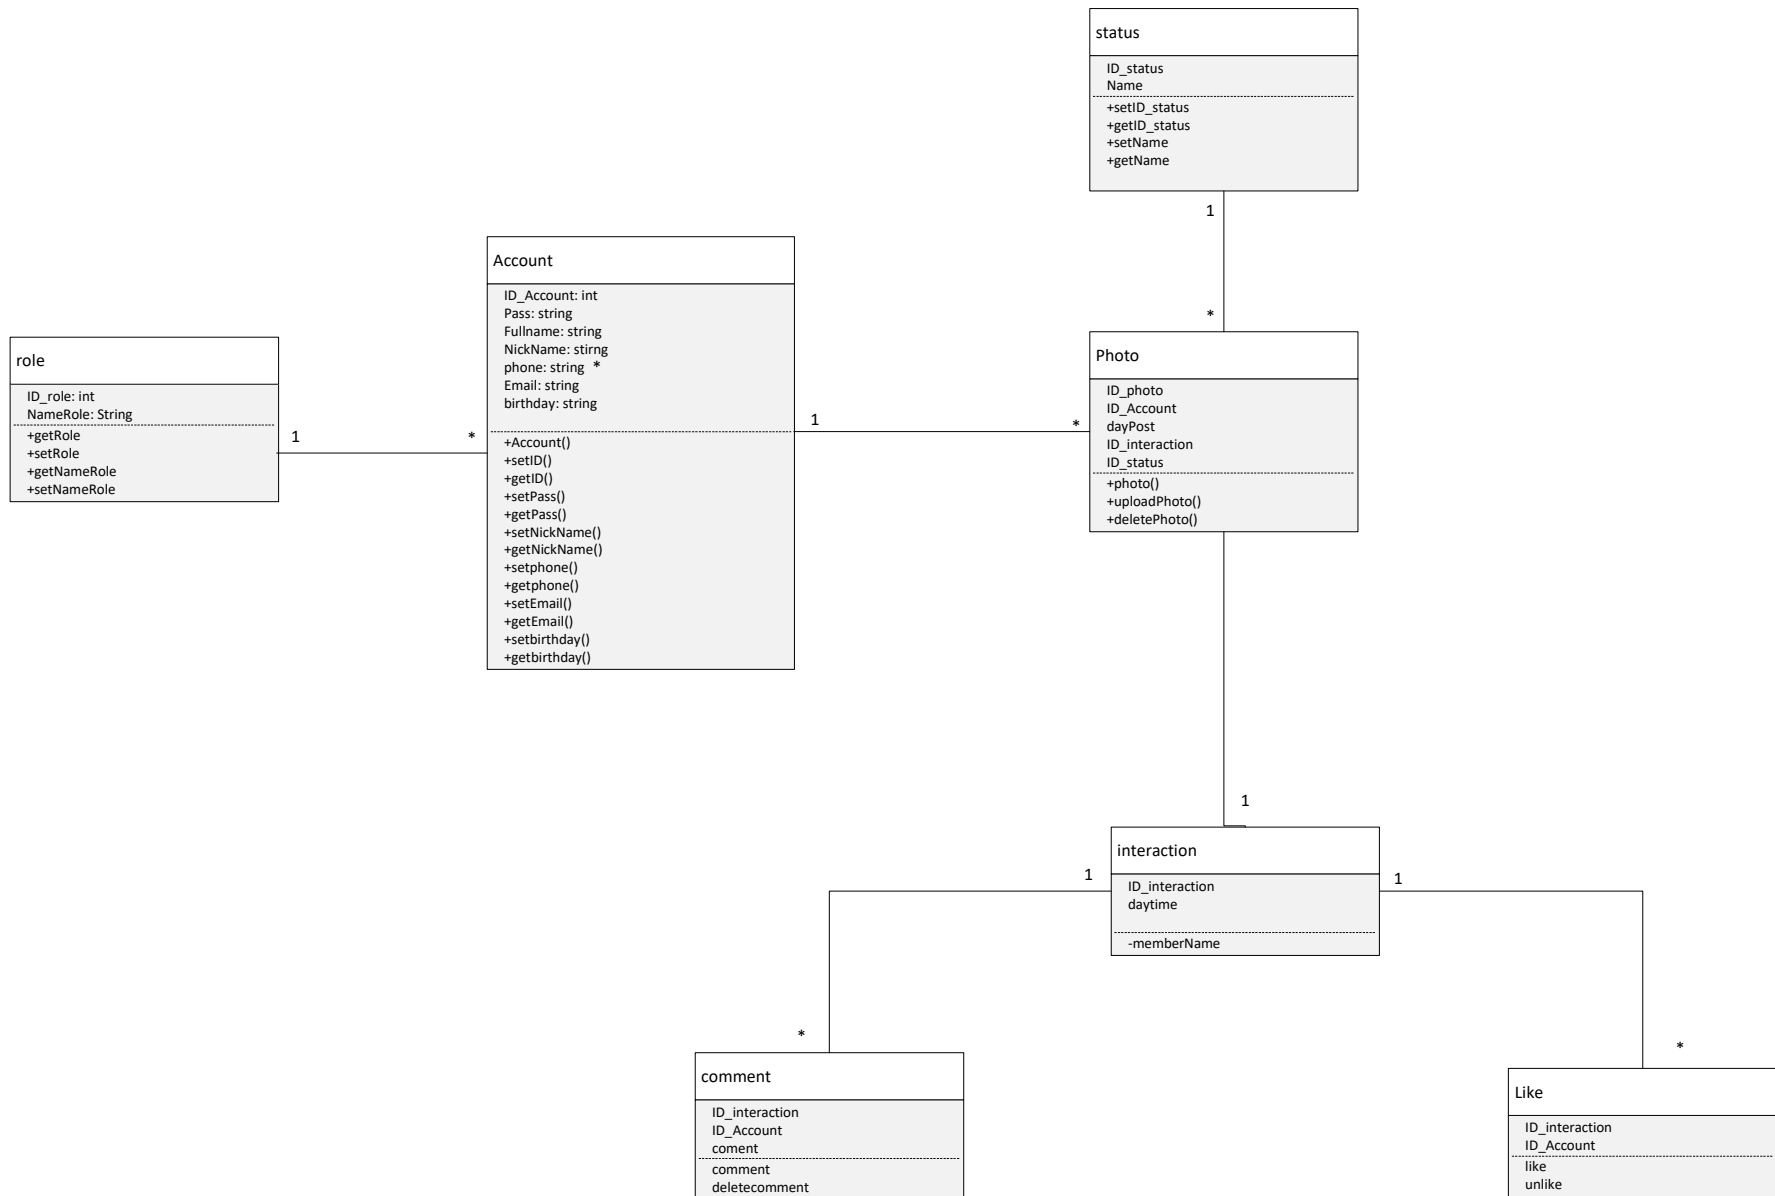 status
ID_status
Name
+setID_status
+getID_status
+setName
+getName
1
*
Account
ID_Account: int
Pass: string
Fullname: string
NickName: stirng
phone: string *
Email: string
birthday: string
+Account()
+setID()
+getID()
+setPass()
+getPass()
+setNickName()
+getNickName()
+setphone()
+getphone()
+setEmail()
+getEmail()
+setbirthday()
+getbirthday()
role
ID_role: int
NameRole: String
+getRole
+setRole
+getNameRole
+setNameRole
1
*
1
*
Photo
ID_photo
ID_Account
dayPost
ID_interaction
ID_status
+photo()
+uploadPhoto()
+deletePhoto()
1
interaction
ID_interaction
daytime
-memberName
1
1
*
*
comment
ID_interaction
ID_Account
coment
comment
deletecomment
Like
ID_interaction
ID_Account
like
unlike